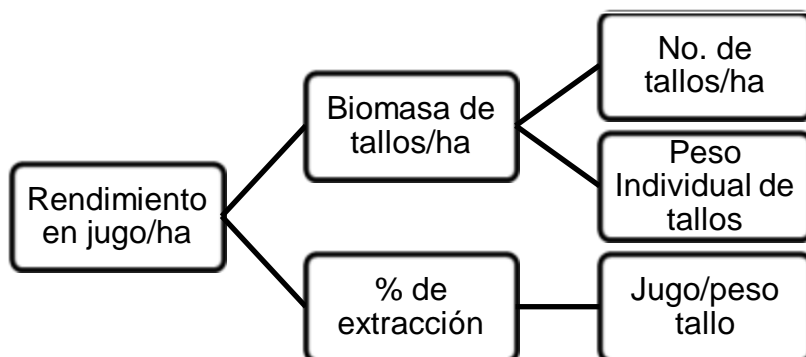 Rendimiento
en jugo/ha
Biomasa de
tallos/ha
% de
extracción
No. de
tallos/ha
Peso
Individual de
tallos
Jugo/peso
tallo